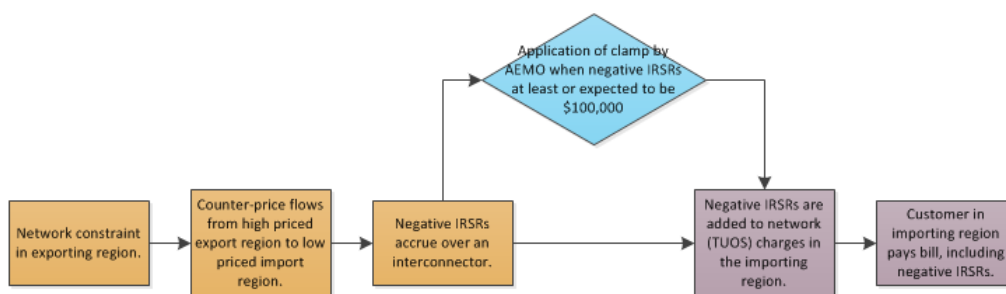 Application of clamp by
AEMO when negative IRSRs
at least or expected to be
$100,000
Network constraint
in exporting region.
Counter-price flows
from high priced
export region to low
priced import
region.
Negative IRSRs
accrue over an
interconnector.
Negative IRSRs are
added to network
(TUOS) charges in
the importing
region.
Customer in
importing region
pays bill, including
negative IRSRs.